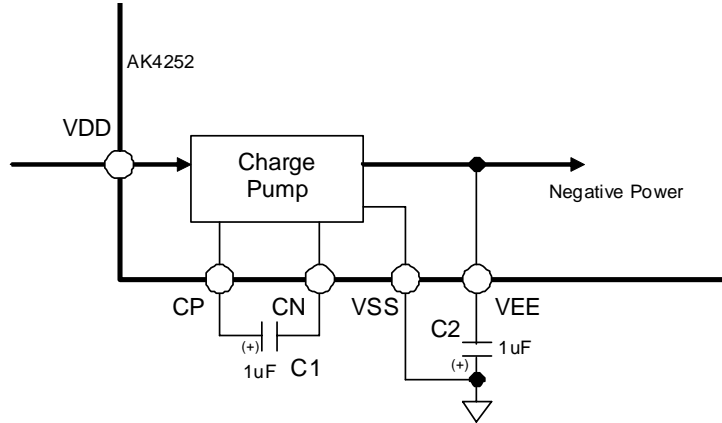 AK4252
VDD
Charge
Pump
Negative Power
CP
CN
VSS
VEE
(+)
1uF
C1
C2
1uF
(+)